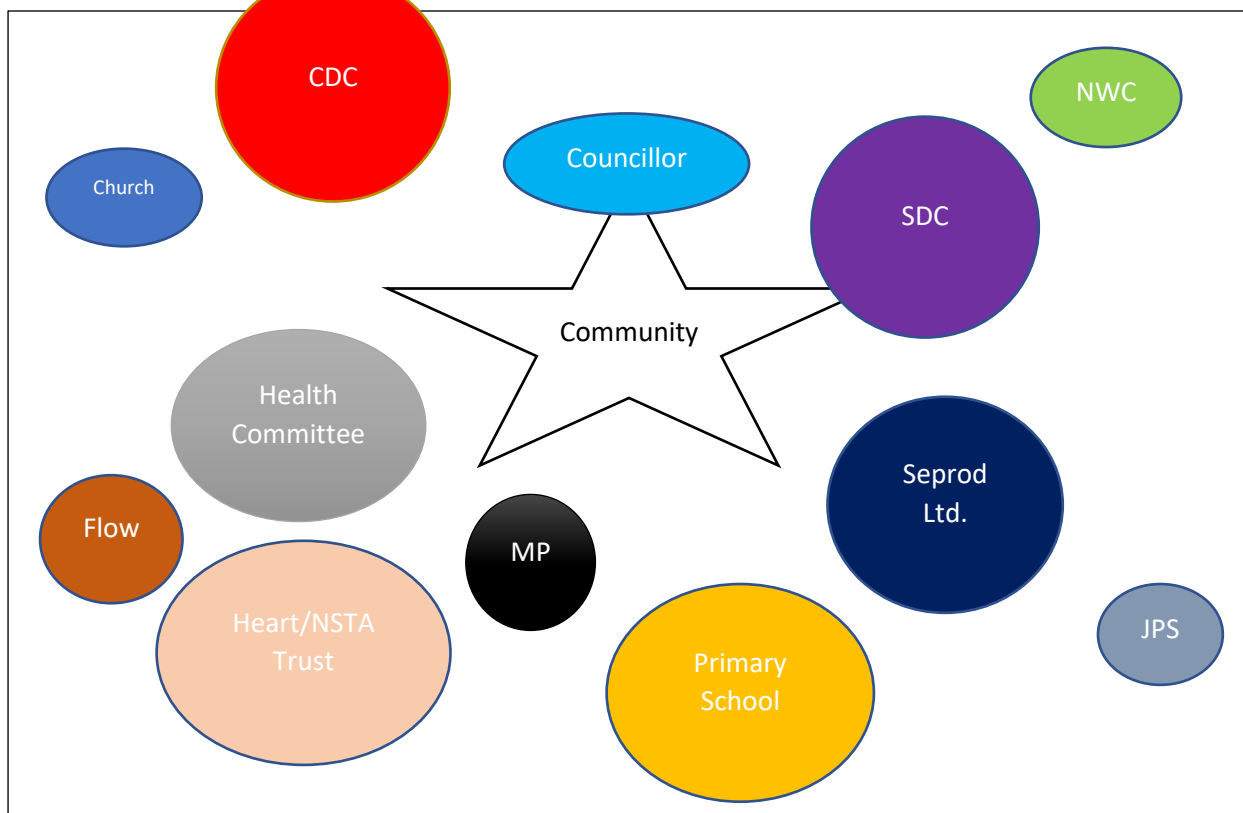 CDC
NWC
Councillor
Church
SDC
Community
Health
Committee
Seprod
Ltd.
Flow
MP
Heart/NSTA
Trust
JPS
Primary
School